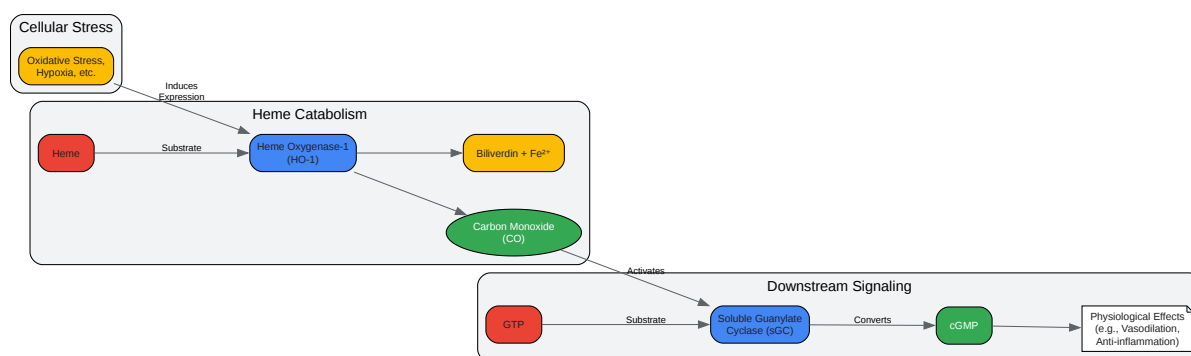 Cellular Stress
Oxidative Stress,
Hypoxia, etc.
Induces
Expression
Heme Catabolism
Heme
Substrate
Heme Oxygenase-1
(HO-1)
Biliverdin + Fe²⁺
Carbon Monoxide
(CO)
Activates
Downstream Signaling
GTP
Substrate
Soluble Guanylate
Cyclase (sGC)
Converts
cGMP
Physiological Effects
(e.g., Vasodilation,
Anti-inflammation)